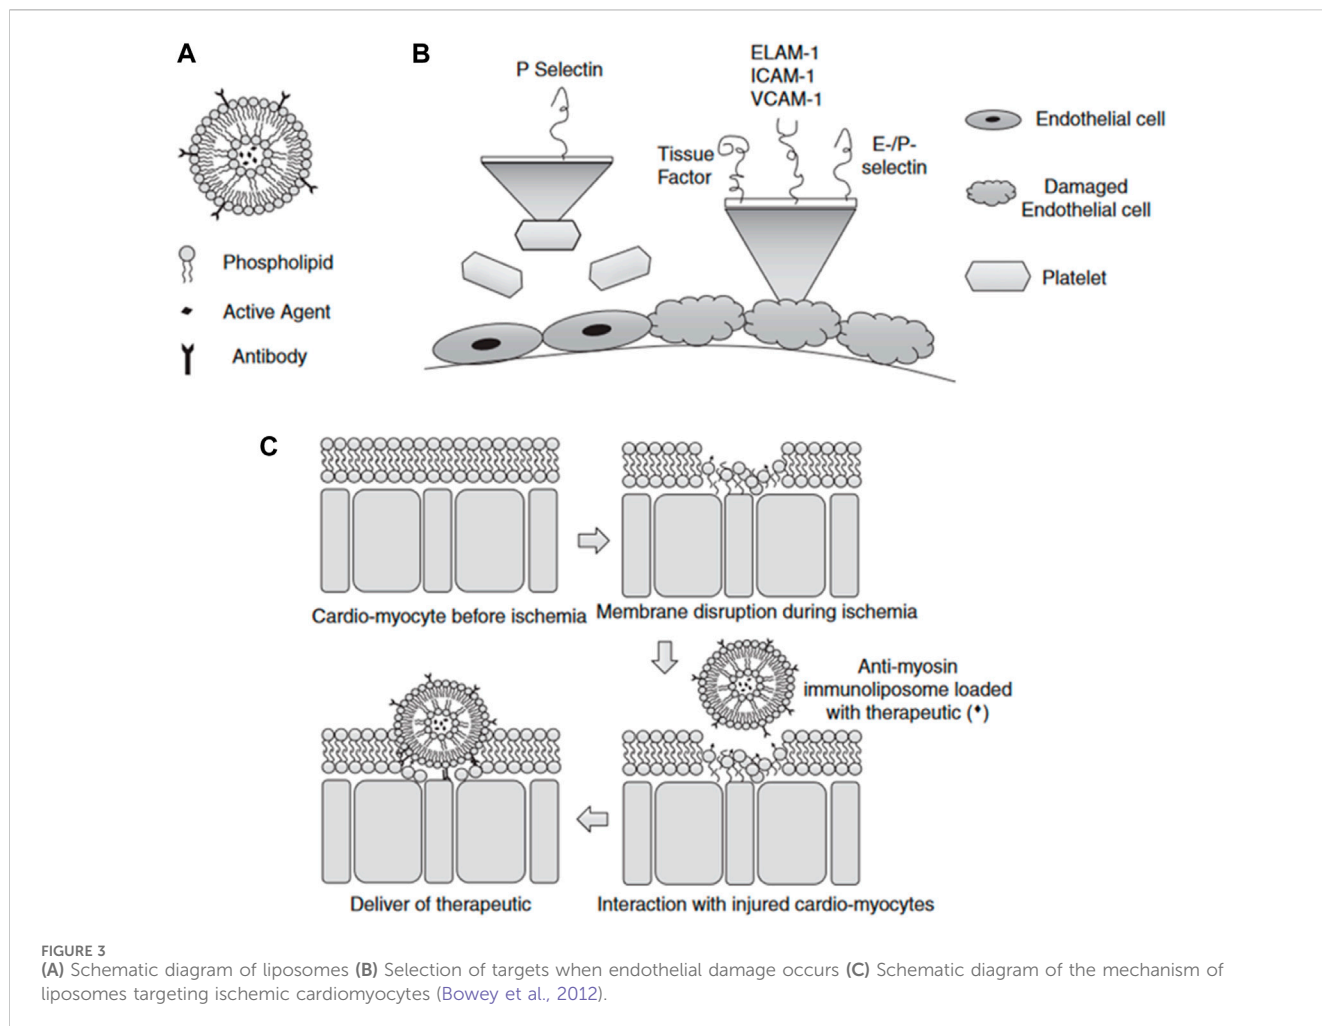 A
Phospholipid
Active Agent
Antibody
B
P Selectin
ELAM-1
ICAM-1
VCAM-1
Tissue
Factor
E-/P-
selectin
Endothelial cell
Damaged
Endothelial cell
Platelet
C
Cardio-myocyte before ischemia
Membrane disruption during ischemia
Anti-myosin
immunoliposome loaded
with therapeutic (♦)
Deliver of therapeutic
Interaction with injured cardio-myocytes
FIGURE 3
(A) Schematic diagram of liposomes (B) Selection of targets when endothelial damage occurs (C) Schematic diagram of the mechanism of
liposomes targeting ischemic cardiomyocytes (Bowey et al., 2012).